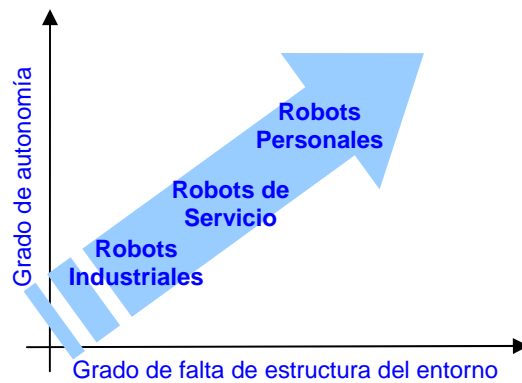 Grado de autonomía
Robots
Personales
Robots de
Servicio
Robots
Industriales
Grado de falta de estructura del entorno